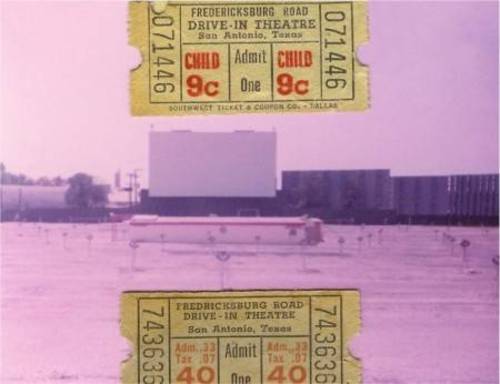 FREDERICKSBURG ROAD
DRIVE-IN THEATRE
San Antonio, Texas
071446
CHILD
9c
Admit
One
CHILD
9c
071446
SOUTHWEST TICKET & COUPON CO. - DALLAS
FREDRICKSBURG ROAD
DRIVE-IN THEATRE
San Antonio, Texas
743636
Adm. .33
Tax .07
40
Admit
One
Adm. .33
Tax .07
40
743636